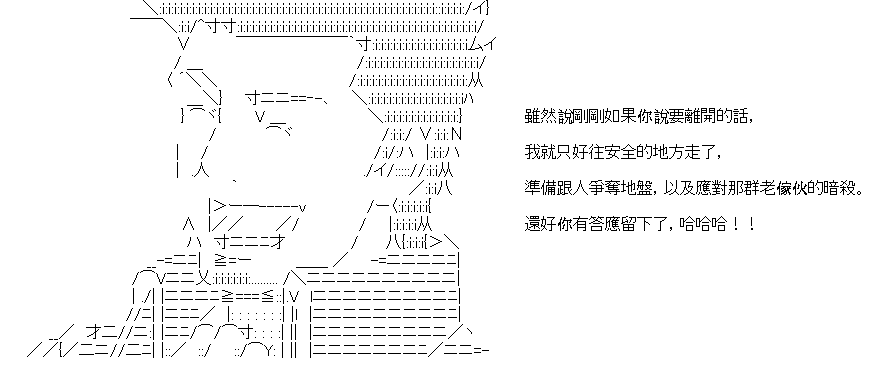 雖然說剛剛如果你說要離開的話，
我就只好往安全的地方走了，
準備跟人爭奪地盤，以及應對那群老傢伙的暗殺。
還好你有答應留下了，哈哈哈！！